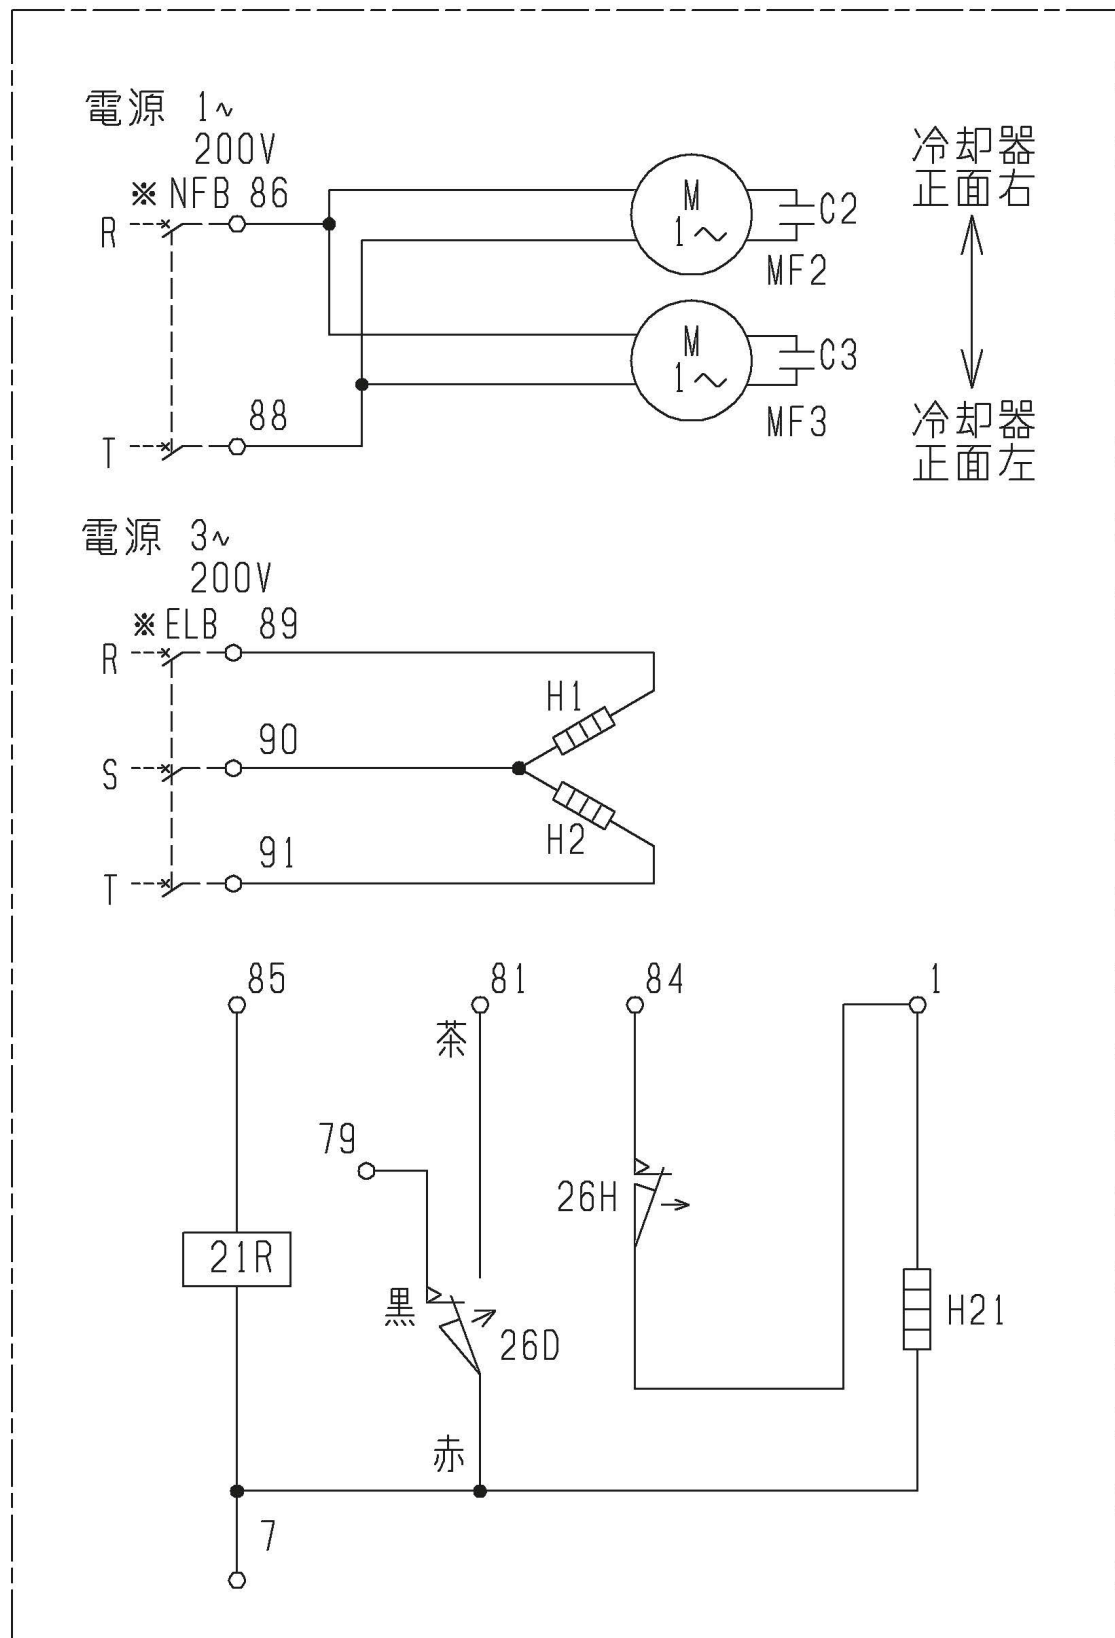 電源 1~
200V
※NFB 86
R
88
T
M
1~
C2
MF2
M
1~
C3
MF3
冷却器
正面右
冷却器
正面左
電源 3~
200V
※ELB 89
R
90
S
91
T
H1
H2
85
81
84
1
茶
79
26H
21R
黒
26D
H21
赤
7